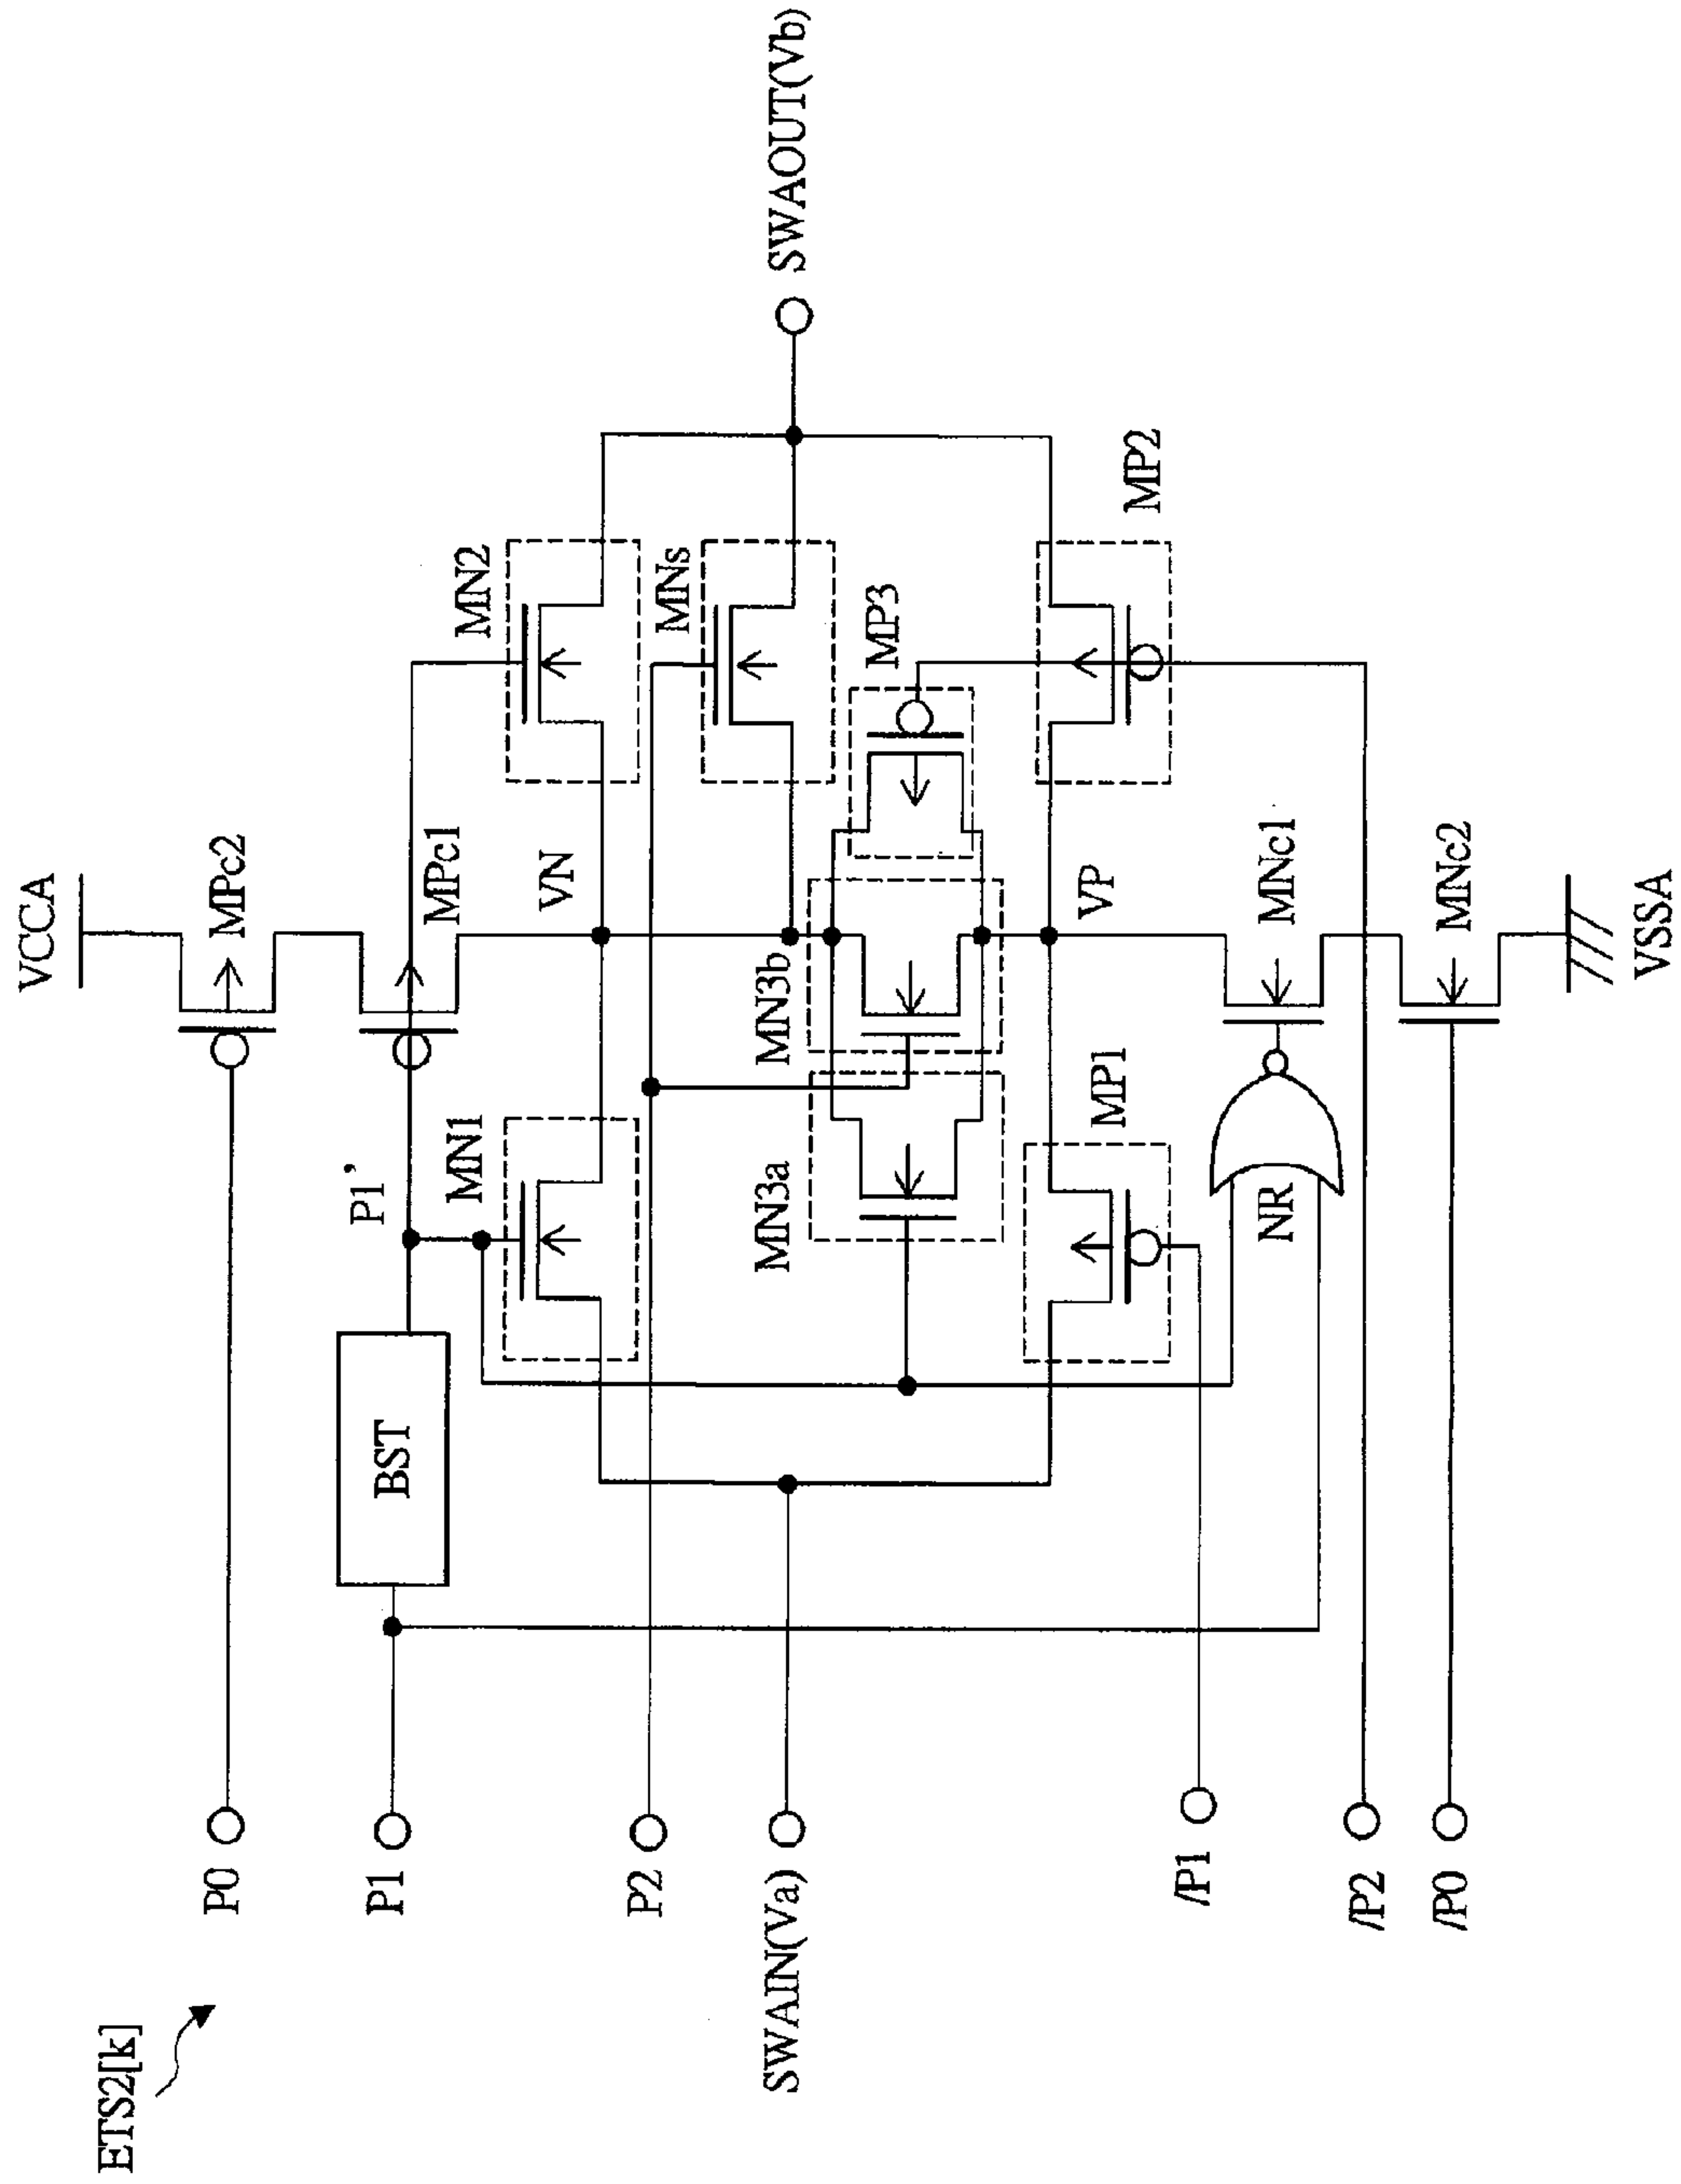 ETS2[k]
VCCA
P0
MPc2
P1
BST
P1'
MPc1
MN1
VN
MN2
P2
MNs
SWAIN(Va)
SWAOUT(Vb)
MN3a
MN3b
MP3
/P1
MP1
VP
MP2
NR
MNc1
/P2
/P0
MNc2
VSSA